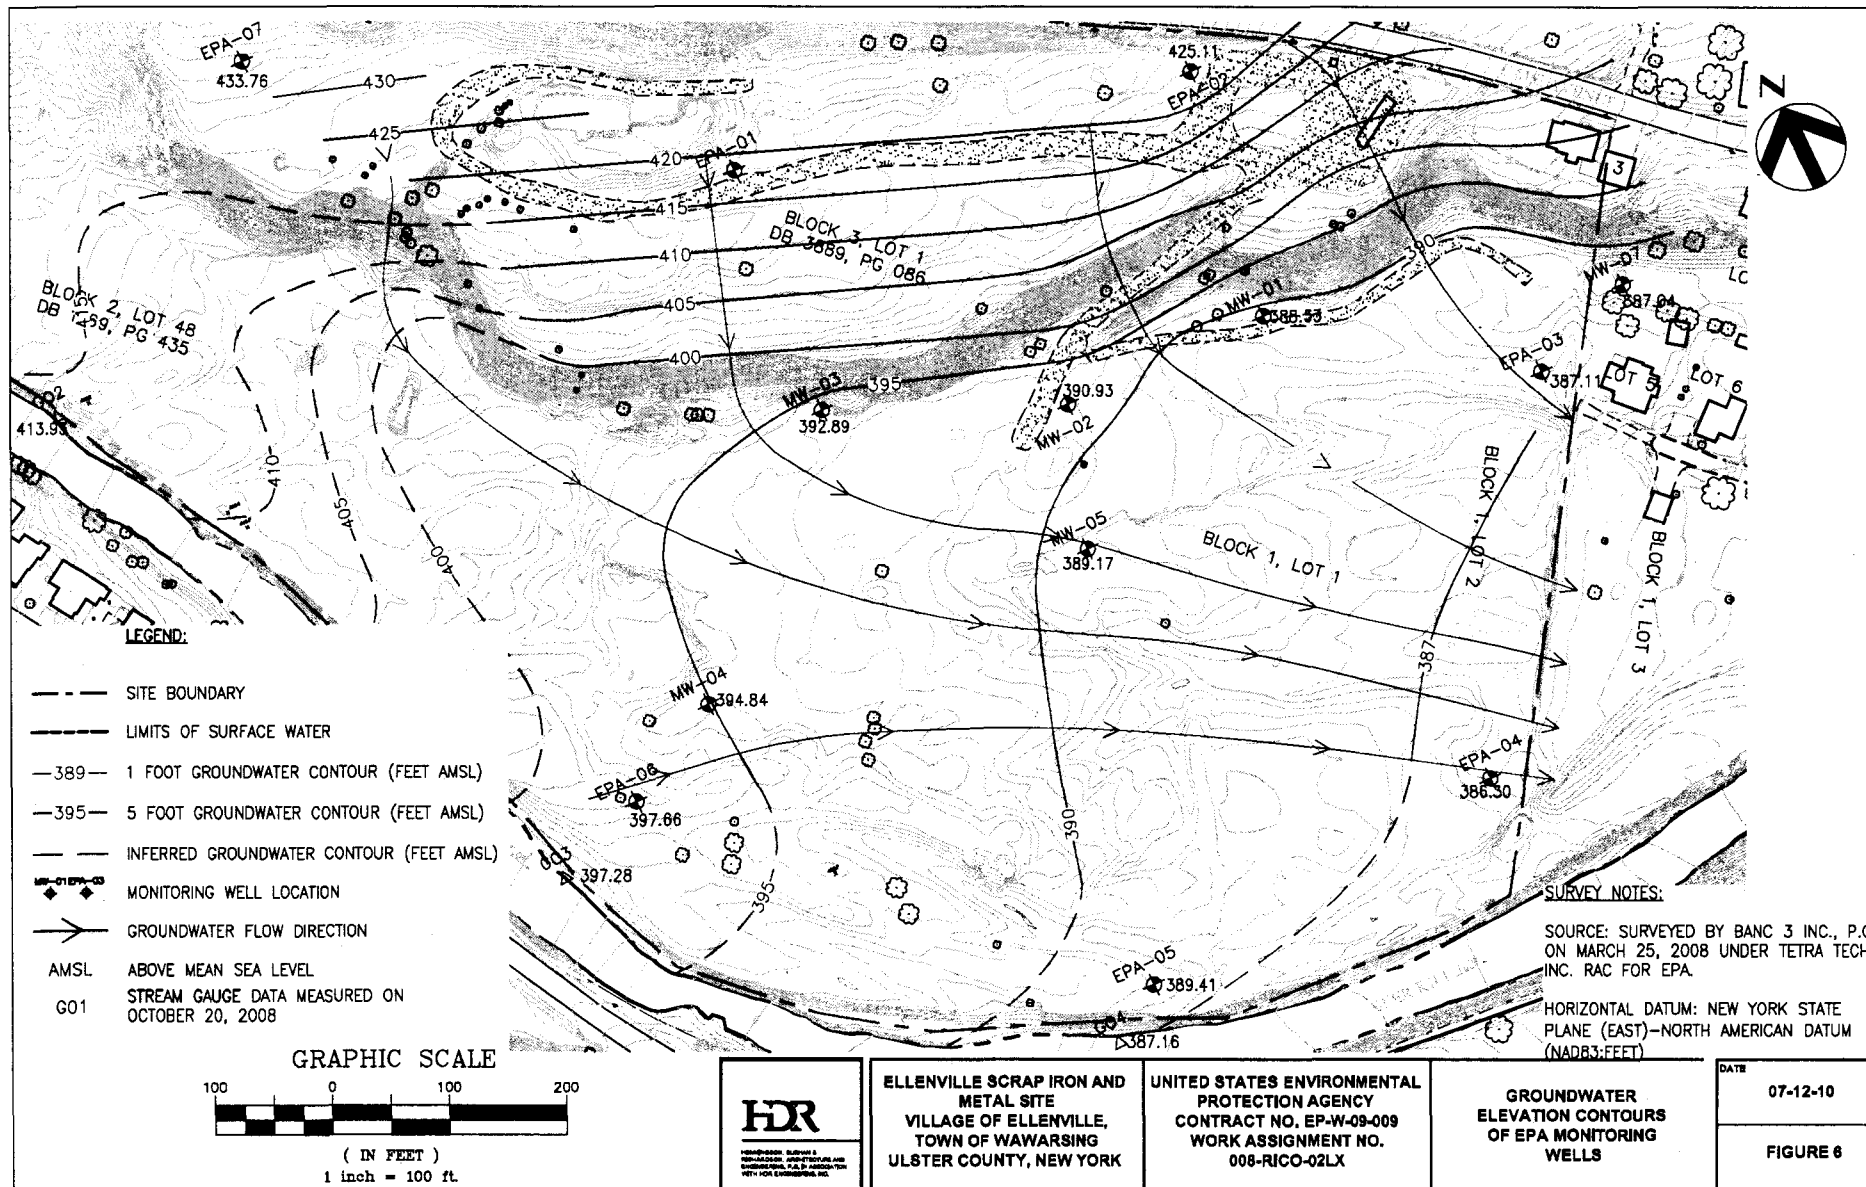 EPA-07
433.76
430
425
420
EPA-01
415
410
405
400
395
425.11
EPA-02
N
3
BLOCK 3, LOT 1
DB 3889, PG 086
BLOCK 2, LOT 48
413.93
MW-01
388.53
390
MW-07
387.04
EPA-03
387.11
LOT 5
LOT 6
MW-03
392.89
390.93
MW-02
410
405
400
MW-05
389.17
BLOCK 1, LOT 1
BLOCK 1, LOT 2
BLOCK 1, LOT 3
387
MW-04
394.84
EPA-06
397.66
G03
397.28
395
390
EPA-04
386.30
EPA-05
389.41
G04
387.16
LEGEND:
SITE BOUNDARY
LIMITS OF SURFACE WATER
—389— 1 FOOT GROUNDWATER CONTOUR (FEET AMSL)
—395— 5 FOOT GROUNDWATER CONTOUR (FEET AMSL)
INFERRED GROUNDWATER CONTOUR (FEET AMSL)
MW-01 EPA-03
MONITORING WELL LOCATION
GROUNDWATER FLOW DIRECTION
AMSL ABOVE MEAN SEA LEVEL
G01 STREAM GAUGE DATA MEASURED ON
OCTOBER 20, 2008
GRAPHIC SCALE
100 0 100 200
( IN FEET )
1 inch = 100 ft.
SURVEY NOTES:
SOURCE: SURVEYED BY BANC 3 INC., P.C
ON MARCH 25, 2008 UNDER TETRA TECH
INC. RAC FOR EPA.
HORIZONTAL DATUM: NEW YORK STATE
PLANE (EAST)-NORTH AMERICAN DATUM
(NAD83:FEET)
HDR
ELLENVILLE SCRAP IRON AND
METAL SITE
VILLAGE OF ELLENVILLE,
TOWN OF WAWARSING
ULSTER COUNTY, NEW YORK
UNITED STATES ENVIRONMENTAL
PROTECTION AGENCY
CONTRACT NO. EP-W-09-009
WORK ASSIGNMENT NO.
008-RICO-02LX
GROUNDWATER
ELEVATION CONTOURS
OF EPA MONITORING
WELLS
DATE
07-12-10
FIGURE 6